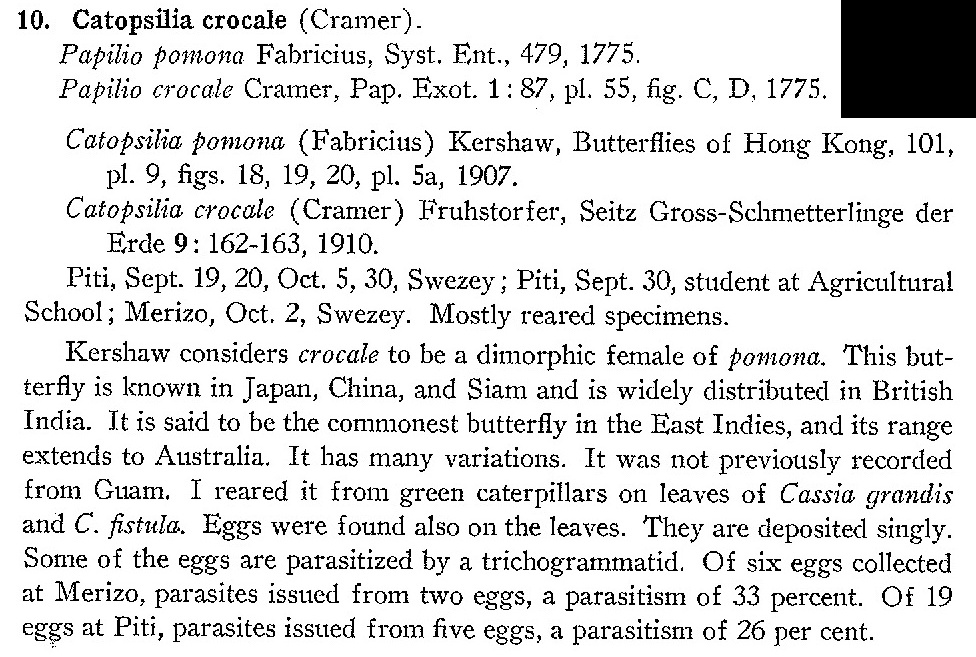 10. Catopsilia crocale (Cramer).
Papilio pomona Fabricius, Syst. Ent., 479, 1775.
Papilio crocale Cramer, Pap. Exot. 1: 87, pl. 55, fig. C, D, 1775.
Catopsilia pomona (Fabricius) Kershaw, Butterflies of Hong Kong, 101,
pl. 9, figs. 18, 19, 20, pl. 5a, 1907.
Catopsilia crocale (Cramer) Fruhstorfer, Seitz Gross-Schmetterlinge der
Erde 9: 162-163, 1910.
Piti, Sept. 19, 20, Oct. 5, 30, Swezey; Piti, Sept. 30, student at Agricultural
School; Merizo, Oct. 2, Swezey. Mostly reared specimens.
Kershaw considers crocale to be a dimorphic female of pomona. This but-
terfly is known in Japan, China, and Siam and is widely distributed in British
India. It is said to be the commonest butterfly in the East Indies, and its range
extends to Australia. It has many variations. It was not previously recorded
from Guam. I reared it from green caterpillars on leaves of Cassia grandis
and C. fistula. Eggs were found also on the leaves. They are deposited singly.
Some of the eggs are parasitized by a trichogrammatid. Of six eggs collected
at Merizo, parasites issued from two eggs, a parasitism of 33 percent. Of 19
eggs at Piti, parasites issued from five eggs, a parasitism of 26 per cent.